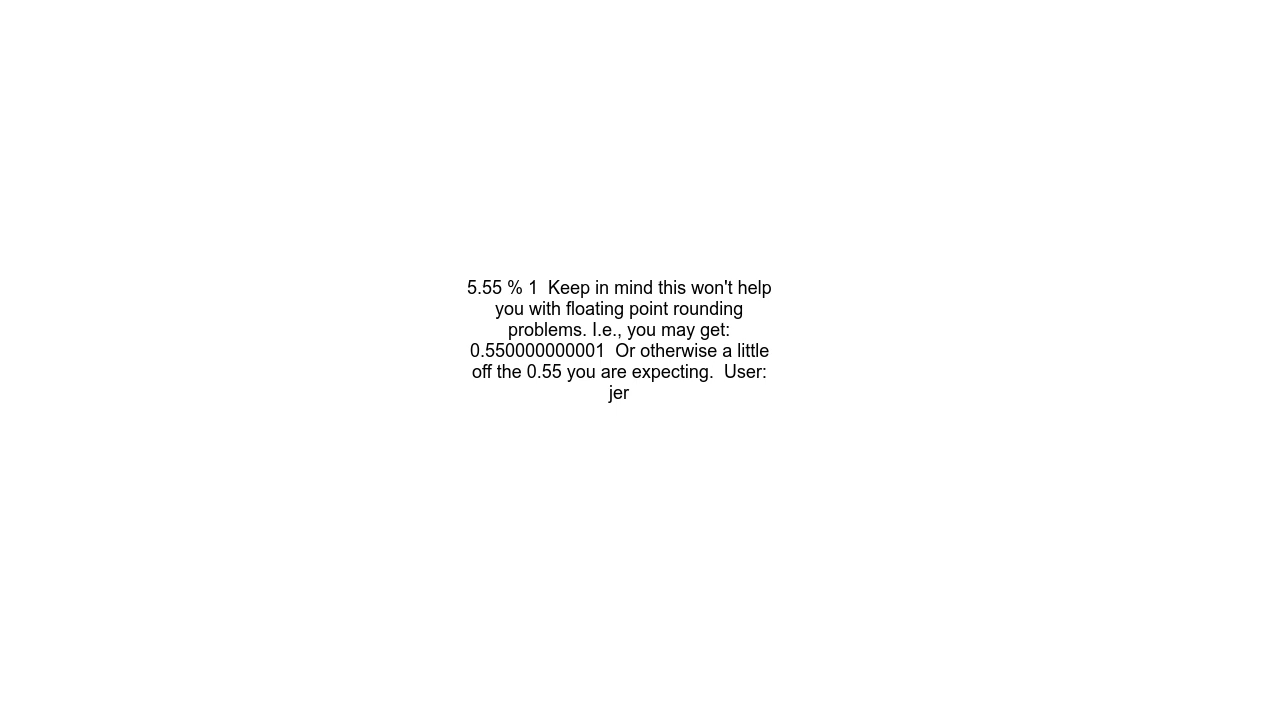 5.55 % 1  Keep in mind this won't help
you with floating point rounding
problems. I.e., you may get:
0.550000000001  Or otherwise a little
off the 0.55 you are expecting.  User:
jer